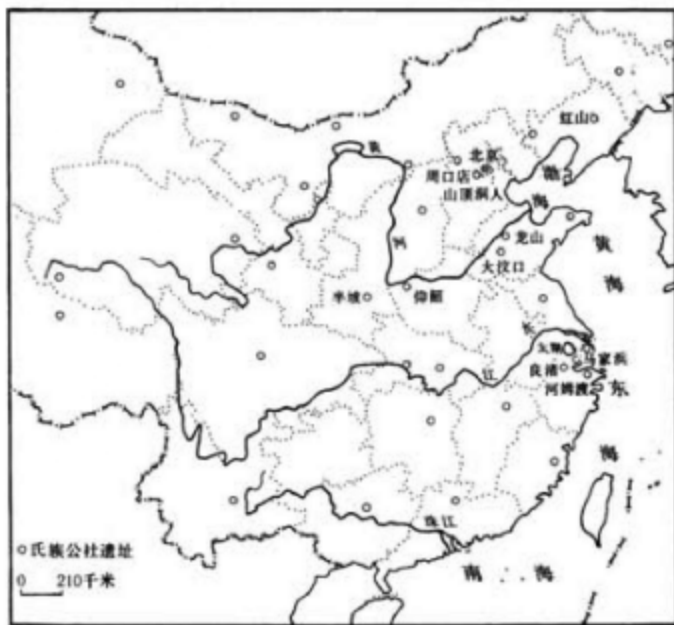 红山
黄
北京
周口店
山顶洞人
渤
海
河
龙山
大汶口
黄
海
半坡
仰韶
长
江
太湖
马家浜
良渚
河姆渡
东
海
珠江
南海
氏族公社遗址
0 210千米